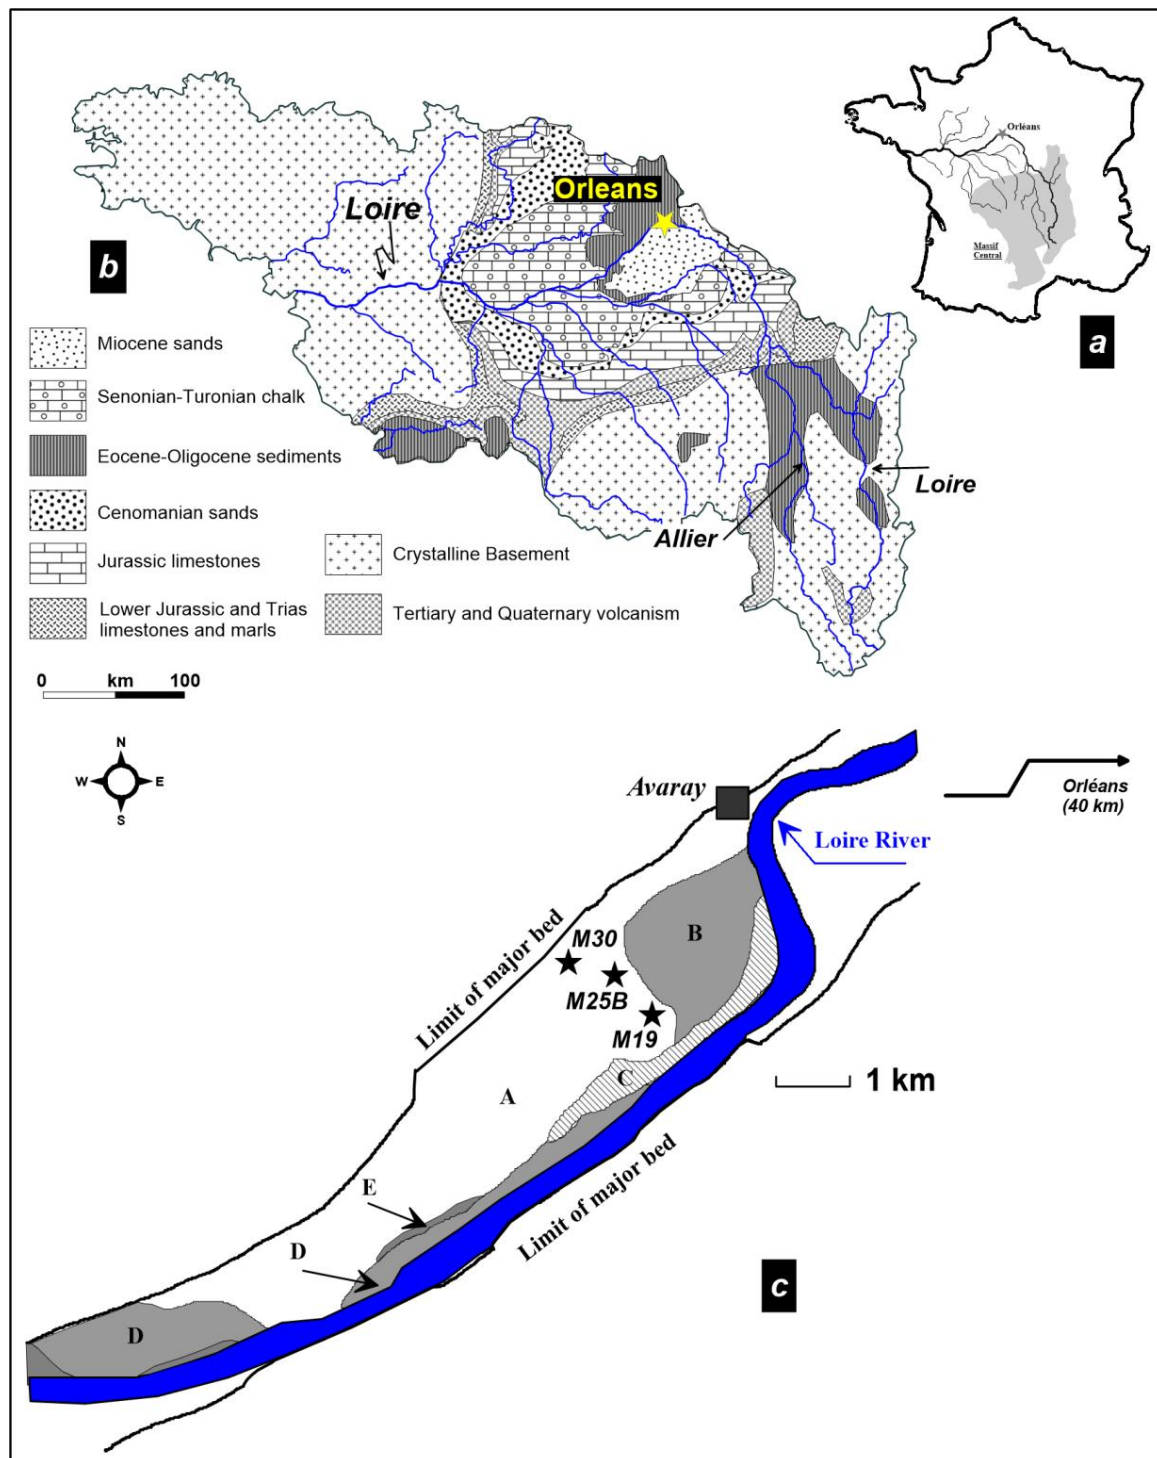 Orléans
Massif
Central
a
Orleans
Loire
b
Miocene sands
Senonian-Turonian chalk
Eocene-Oligocene sediments
Cenomanian sands
Jurassic limestones
Lower Jurassic and Trias
limestones and marls
Crystalline Basement
Tertiary and Quaternary volcanism
Loire
Allier
0 km 100
N
W E
S
Avaray
Orléans
(40 km)
Loire River
B
M30
M25B
M19
Limit of major bed
C
1 km
A
E
D
Limit of major bed
D
c